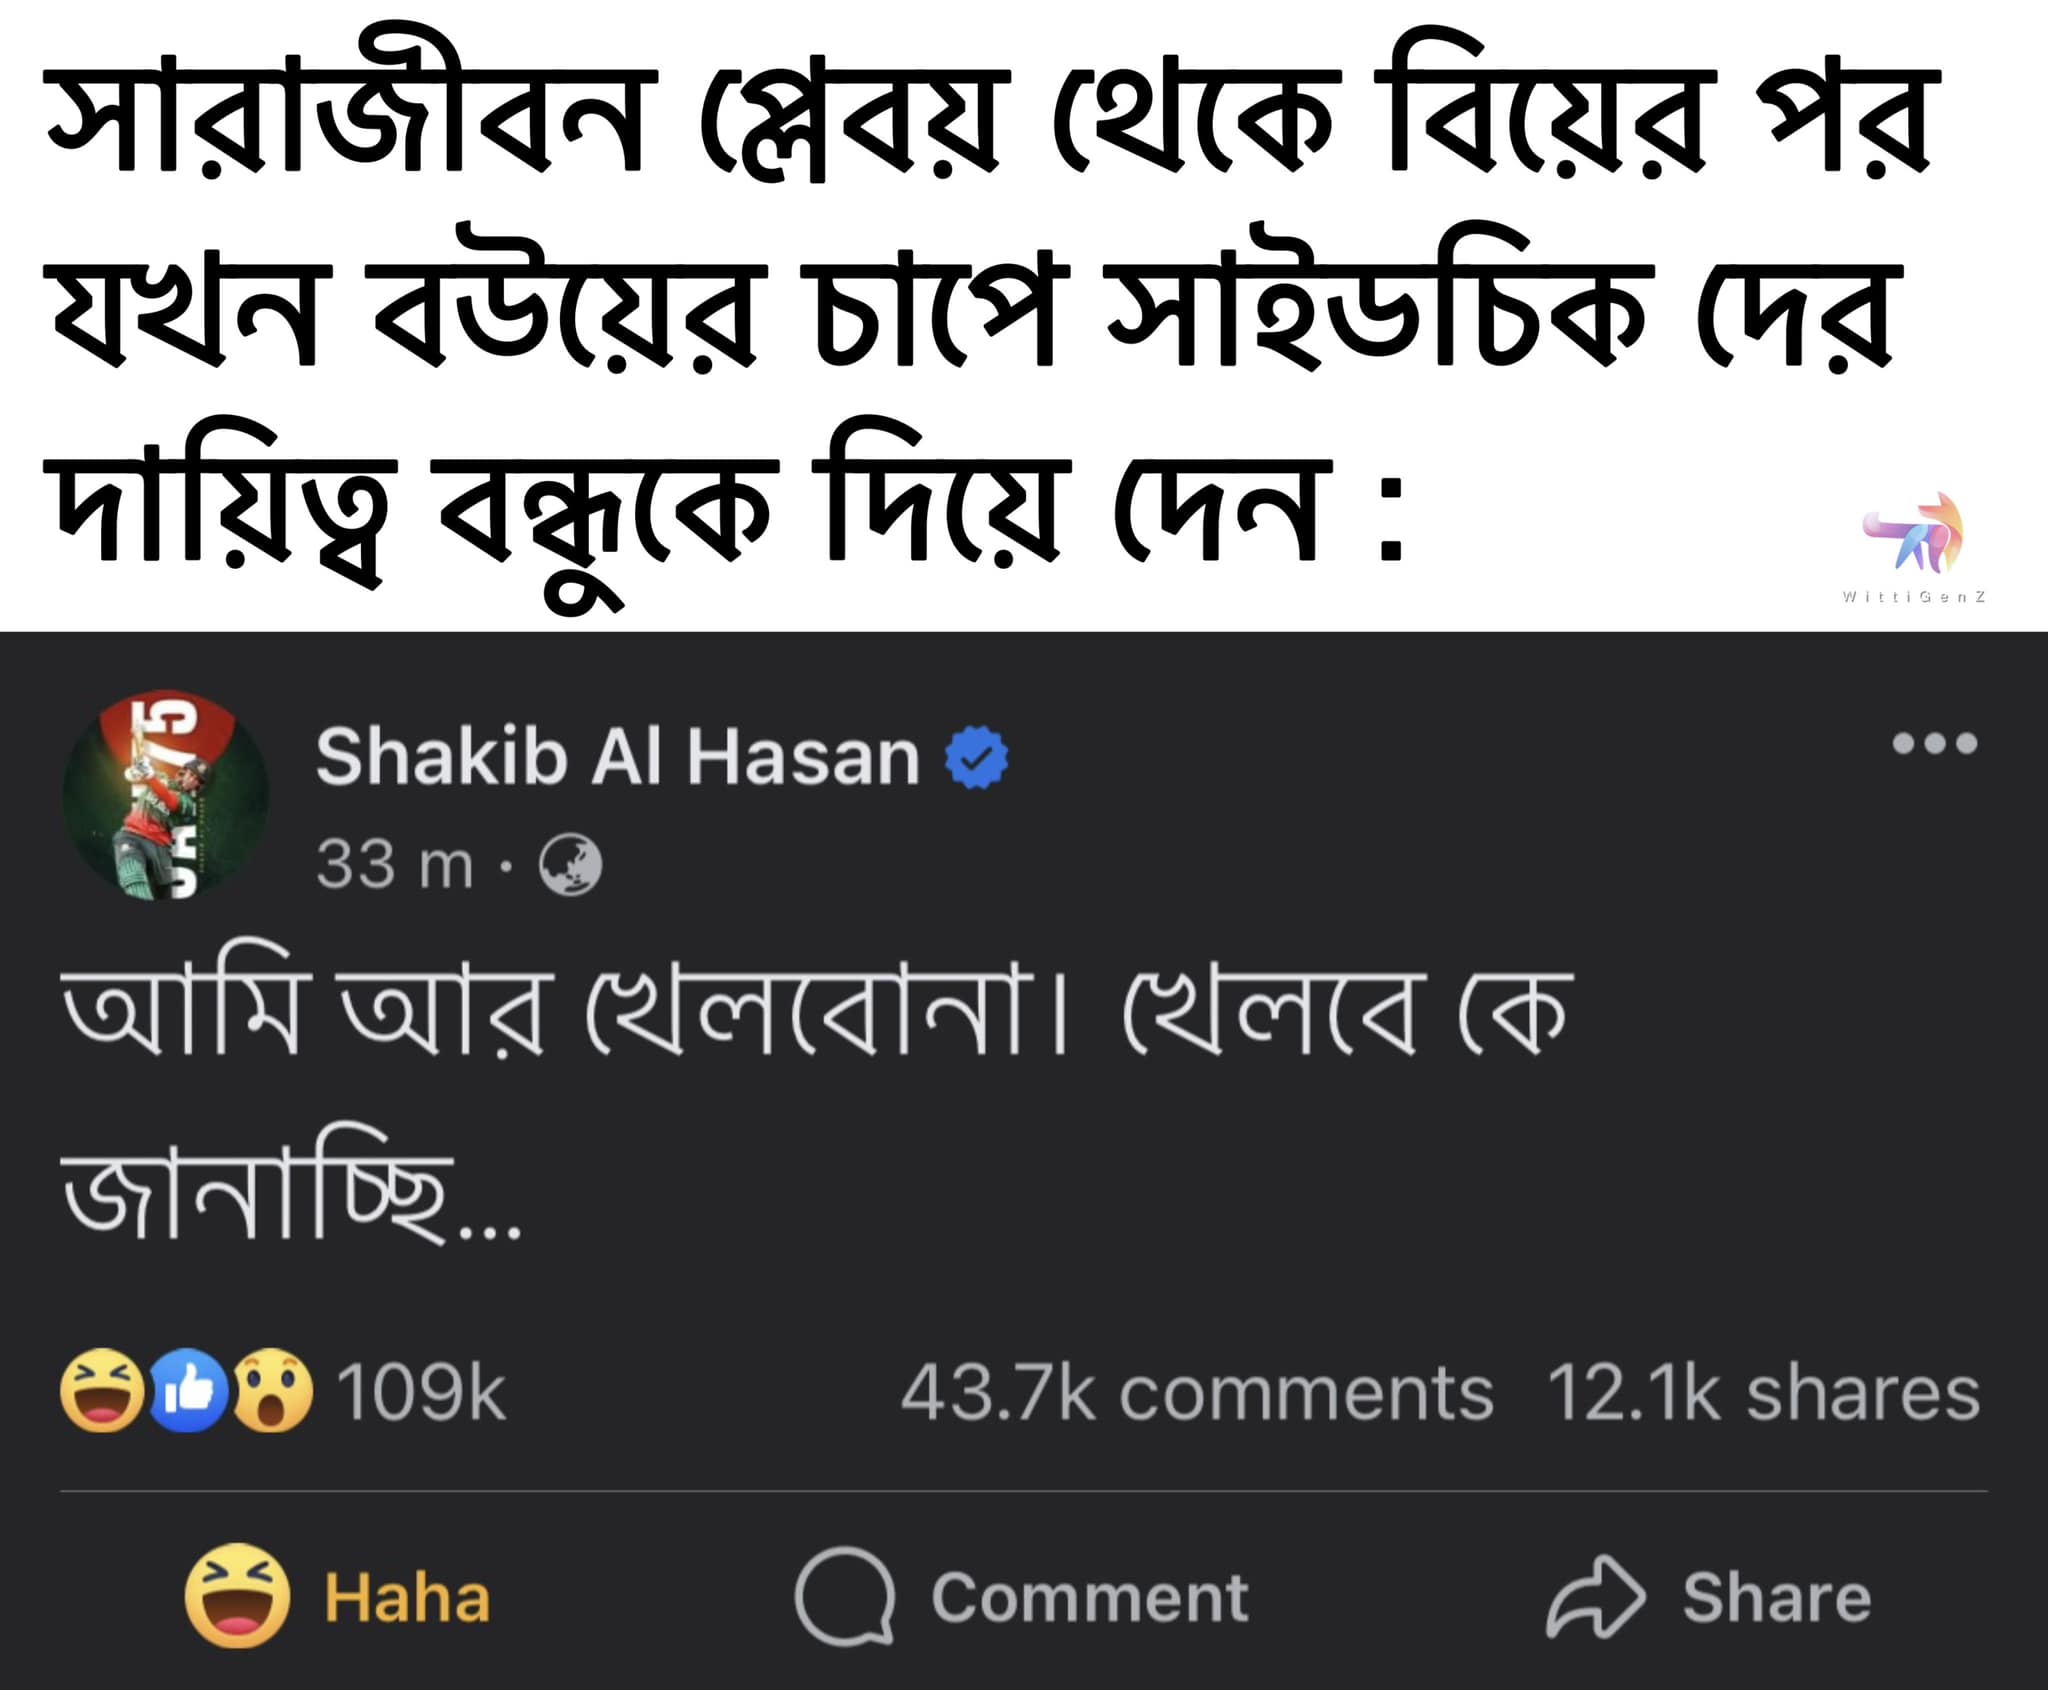 সারাজীবন প্লেবয় থেকে বিয়ের পর
যখন বউয়ের চাপে সাইডচিক দের
দায়িত্ব বন্ধুকে দিয়ে দেন :
WittiGenZ
Shakib Al Hasan
33 m ·
আমি আর খেলবোনা। খেলবে কে
জানাচ্ছি...
109k 43.7k comments 12.1k shares
Haha Comment Share